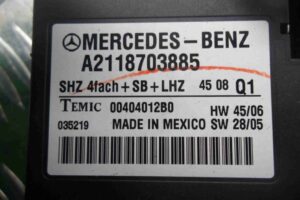 MERCEDES-BENZ
A2118703885
SHZ 4fach+SB+LHZ 45 08 Q1
TEMIC 00404012B0 HW 45/06
035219 MADE IN MEXICO SW 28/05